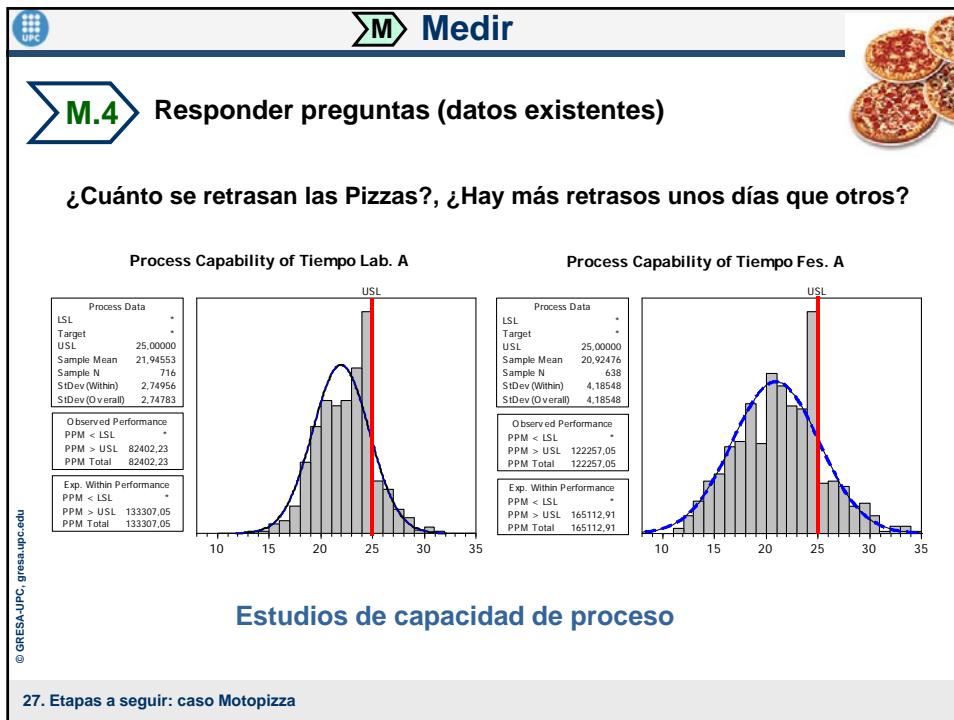 UPC
M Medir
M.4 Responder preguntas (datos existentes)
¿Cuánto se retrasan las Pizzas?, ¿Hay más retrasos unos días que otros?
Process Capability of Tiempo Lab. A
USL
Process Data
LSL *
Target *
USL 25,00000
Sample Mean 21,94553
Sample N 716
StDev (Within) 2,74956
StDev (Overall) 2,74783
Observed Performance
PPM < LSL *
PPM > USL 82402,23
PPM Total 82402,23
Exp. Within Performance
PPM < LSL *
PPM > USL 133307,05
PPM Total 133307,05
10 15 20 25 30 35
Process Capability of Tiempo Fes. A
USL
Process Data
LSL *
Target *
USL 25,00000
Sample Mean 20,92476
Sample N 638
StDev (Within) 4,18548
StDev (Overall) 4,18548
Observed Performance
PPM < LSL *
PPM > USL 122257,05
PPM Total 122257,05
Exp. Within Performance
PPM < LSL *
PPM > USL 165112,91
PPM Total 165112,91
10 15 20 25 30 35
Estudios de capacidad de proceso
© GRESA-UPC, gresa.upc.edu
27. Etapas a seguir: caso Motopizza